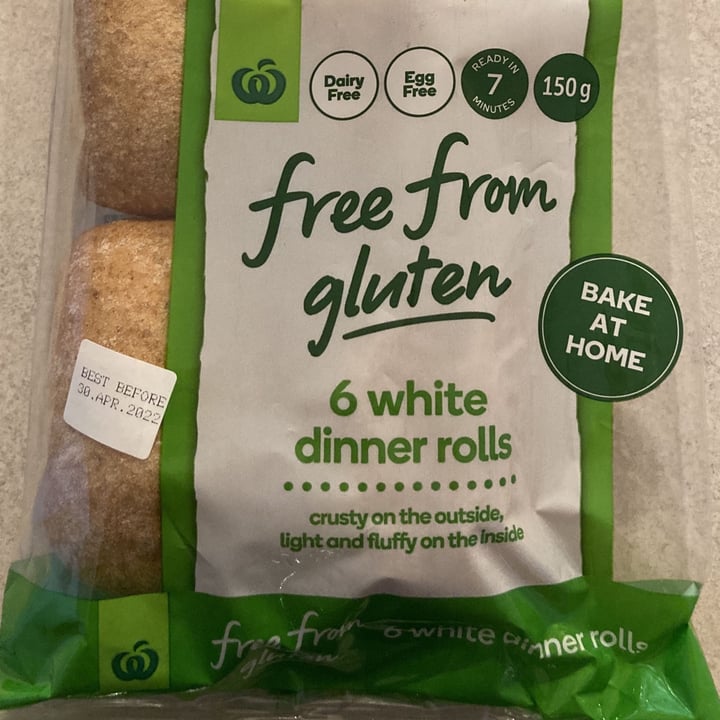 Dairy
Free
Egg
Free
READY IN
7
MINUTES
150g
free from
gluten
BAKE
AT
HOME
6 white
dinner rolls
BEST BEFORE
30.APR.2022
crusty on the outside,
light and fluffy on the inside
free from
gluten
6 white dinner rolls